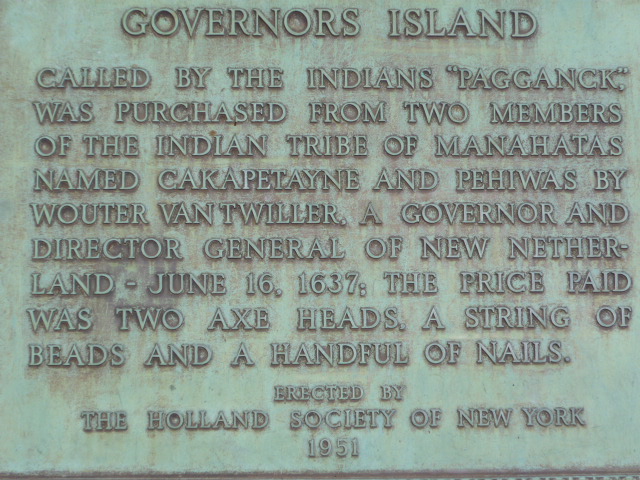 GOVERNORS ISLAND
CALLED BY THE INDIANS "PAGGANCK",
WAS PURCHASED FROM TWO MEMBERS
OF THE INDIAN TRIBE OF MANAHATAS
NAMED CAKAPETAYNE AND PEHIWAS BY
WOUTER VAN TWILLER, A GOVERNOR AND
DIRECTOR GENERAL OF NEW NETHER-
LAND - JUNE 16, 1637; THE PRICE PAID
WAS TWO AXE HEADS, A STRING OF
BEADS AND A HANDFUL OF NAILS.
ERECTED BY
THE HOLLAND SOCIETY OF NEW YORK
1951